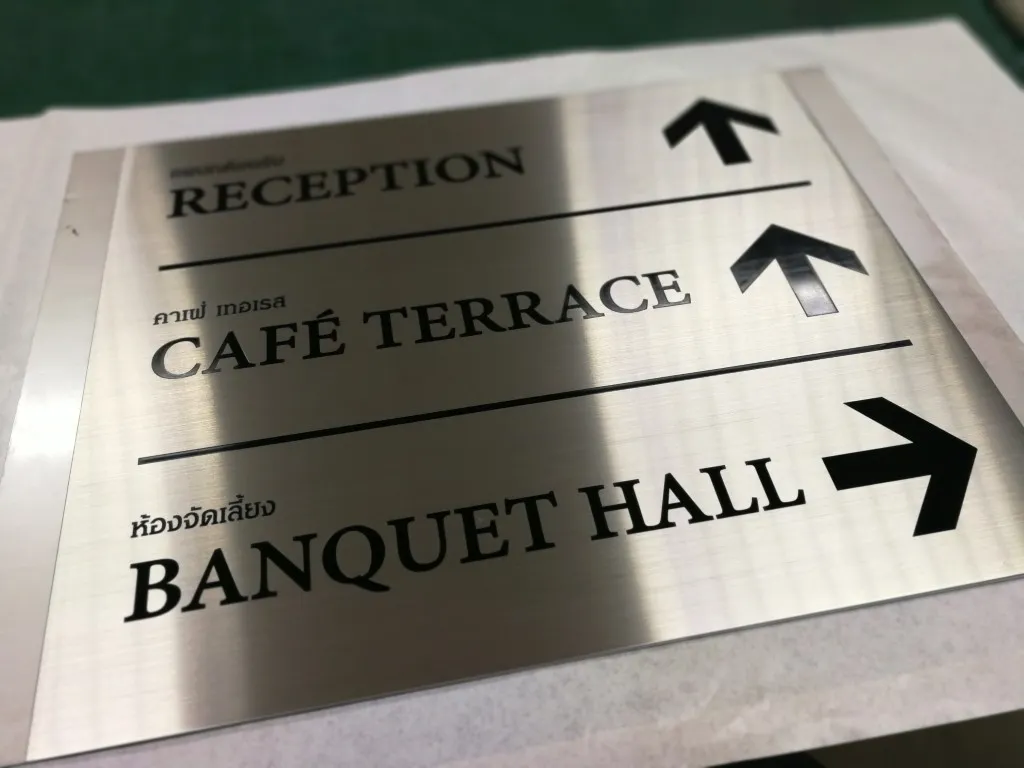 RECEPTION
คาเฟ่ เทอเรส
CAFÉ TERRACE
ห้องจัดเลี้ยง
BANQUET HALL